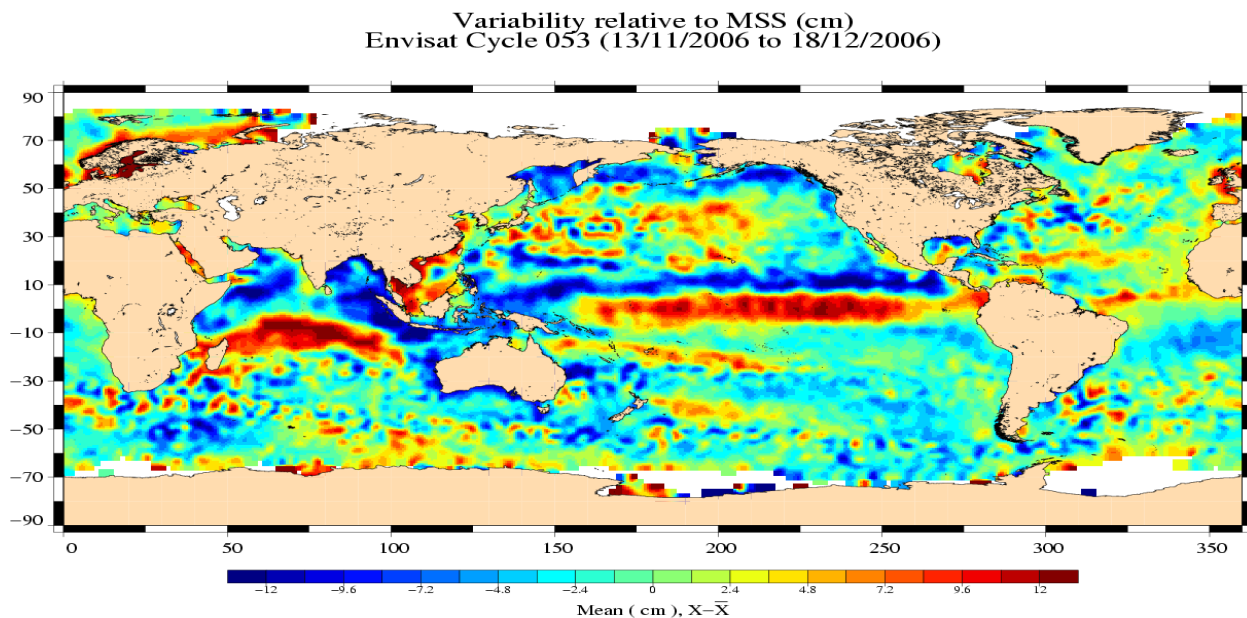 Variability relative to MSS (cm)
Envisat Cycle 053 (13/11/2006 to 18/12/2006)
90
70
50
30
10
−10
−30
−50
−70
−90
0 50 100 150 200 250 300 350
−12 −9.6 −7.2 −4.8 −2.4 0 2.4 4.8 7.2 9.6 12
Mean ( cm ), X−X̅